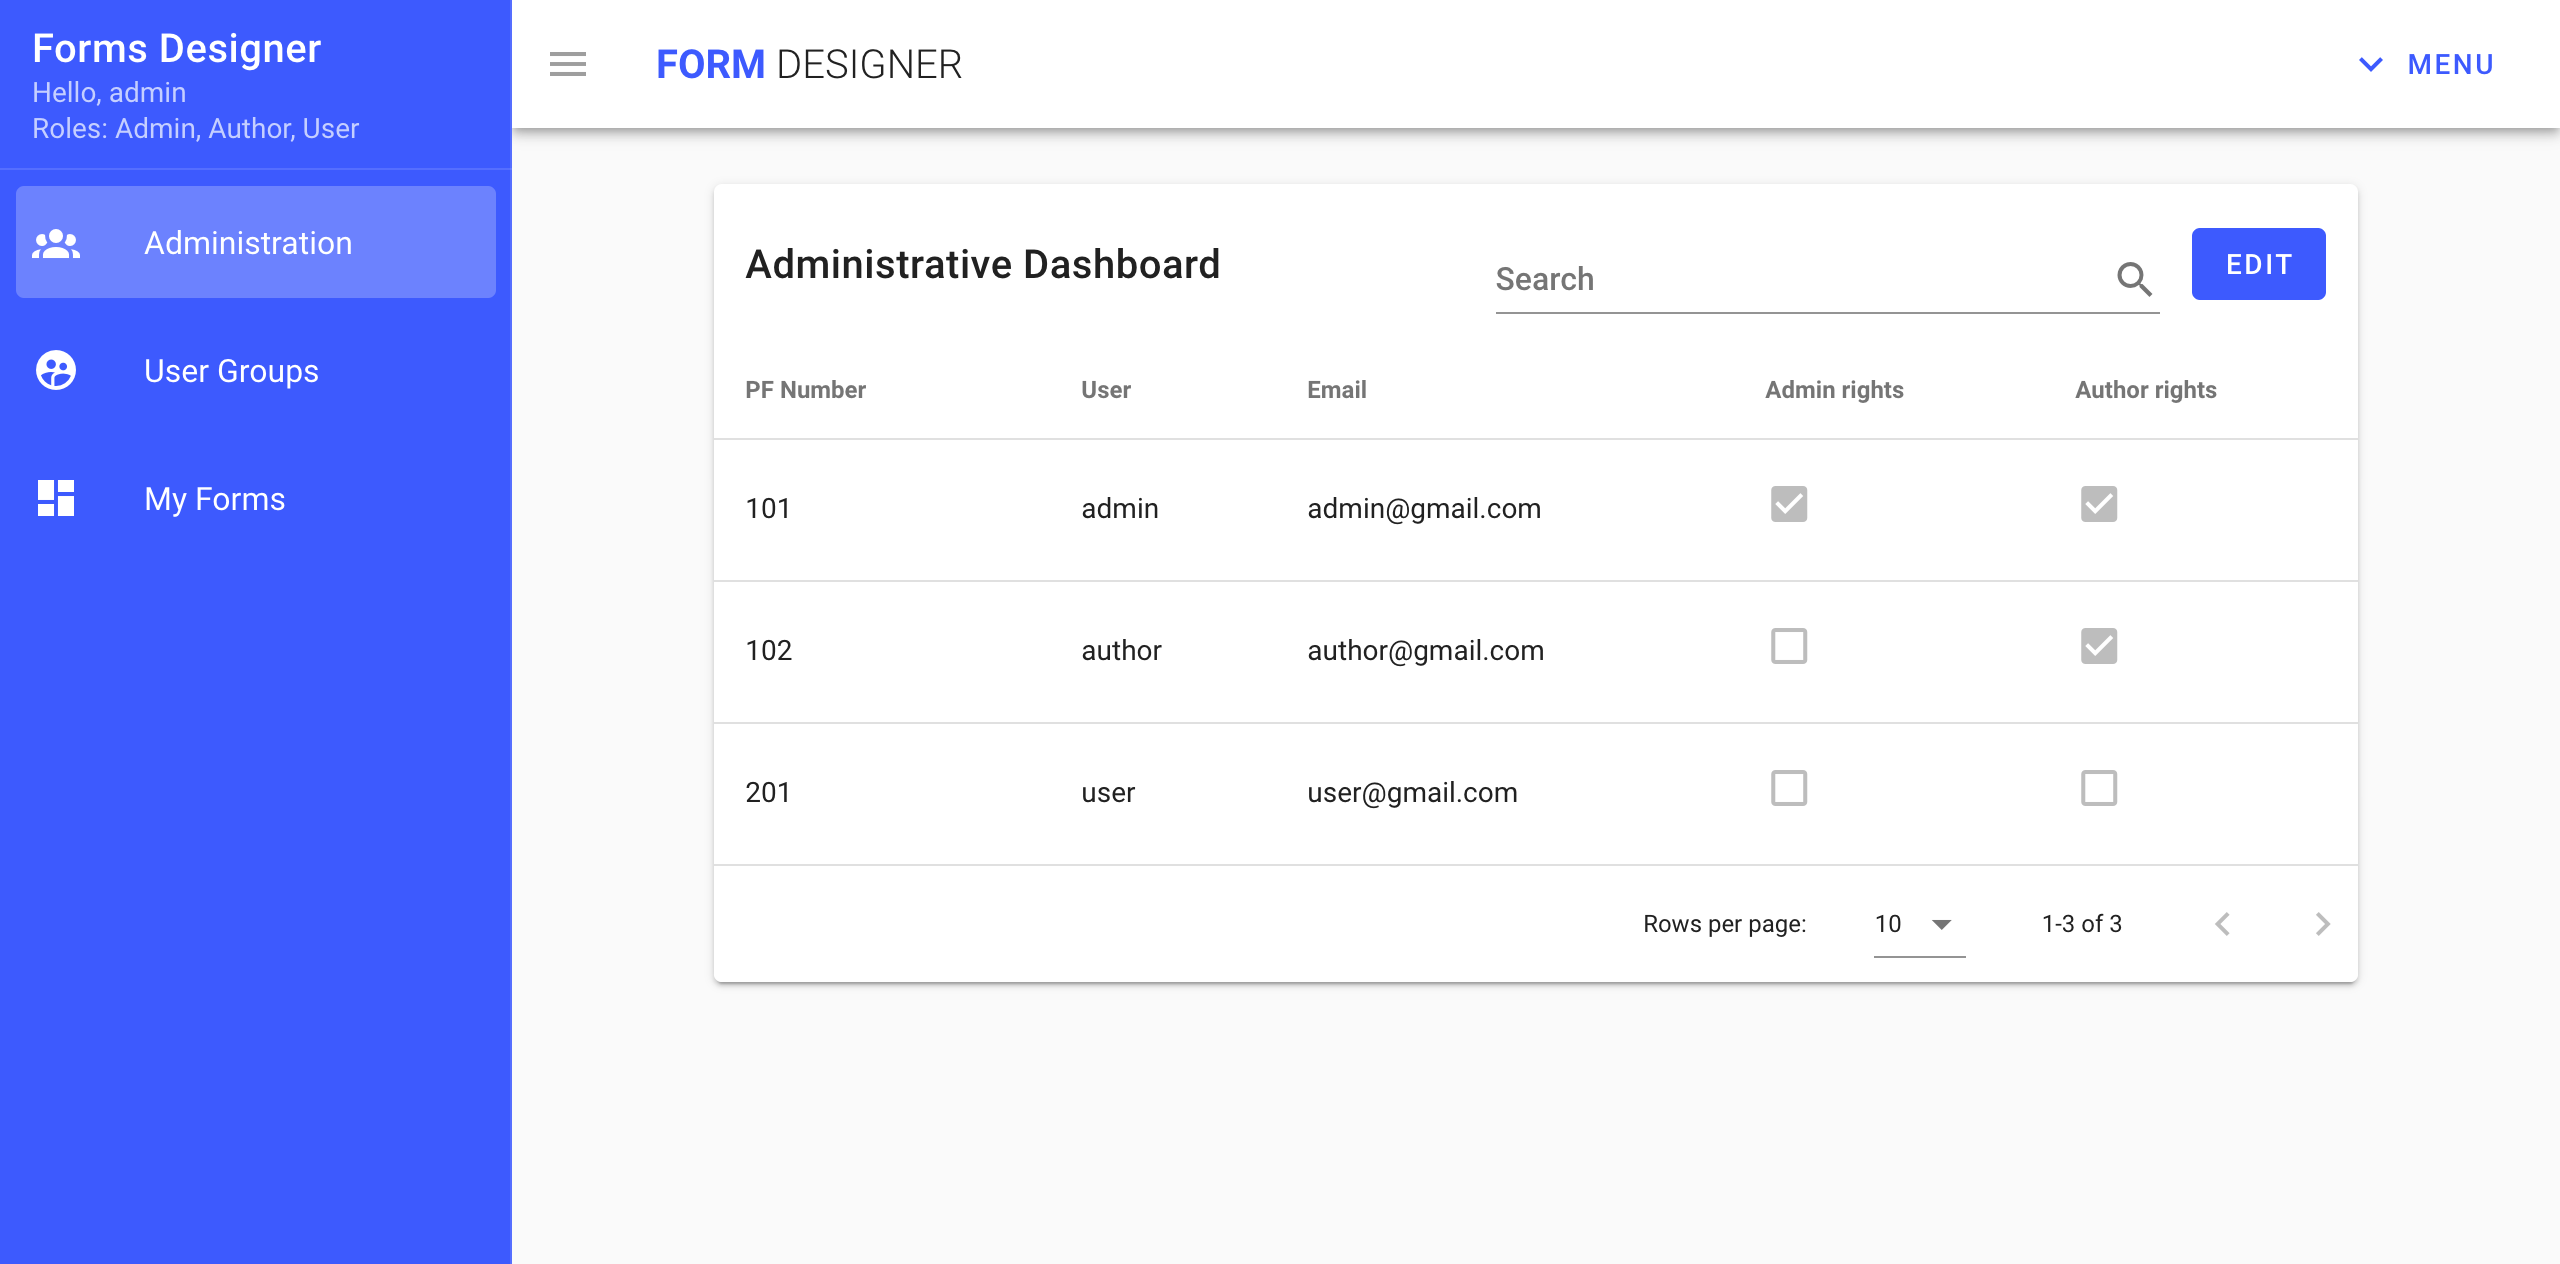 Forms Designer
Hello, admin
Roles: Admin, Author, User
Administration
User Groups
My Forms
FORM DESIGNER
MENU
Administrative Dashboard
Search
EDIT
PF Number User Email Admin rights Author rights
101 admin admin@gmail.com
102 author author@gmail.com
201 user user@gmail.com
Rows per page: 10 1-3 of 3